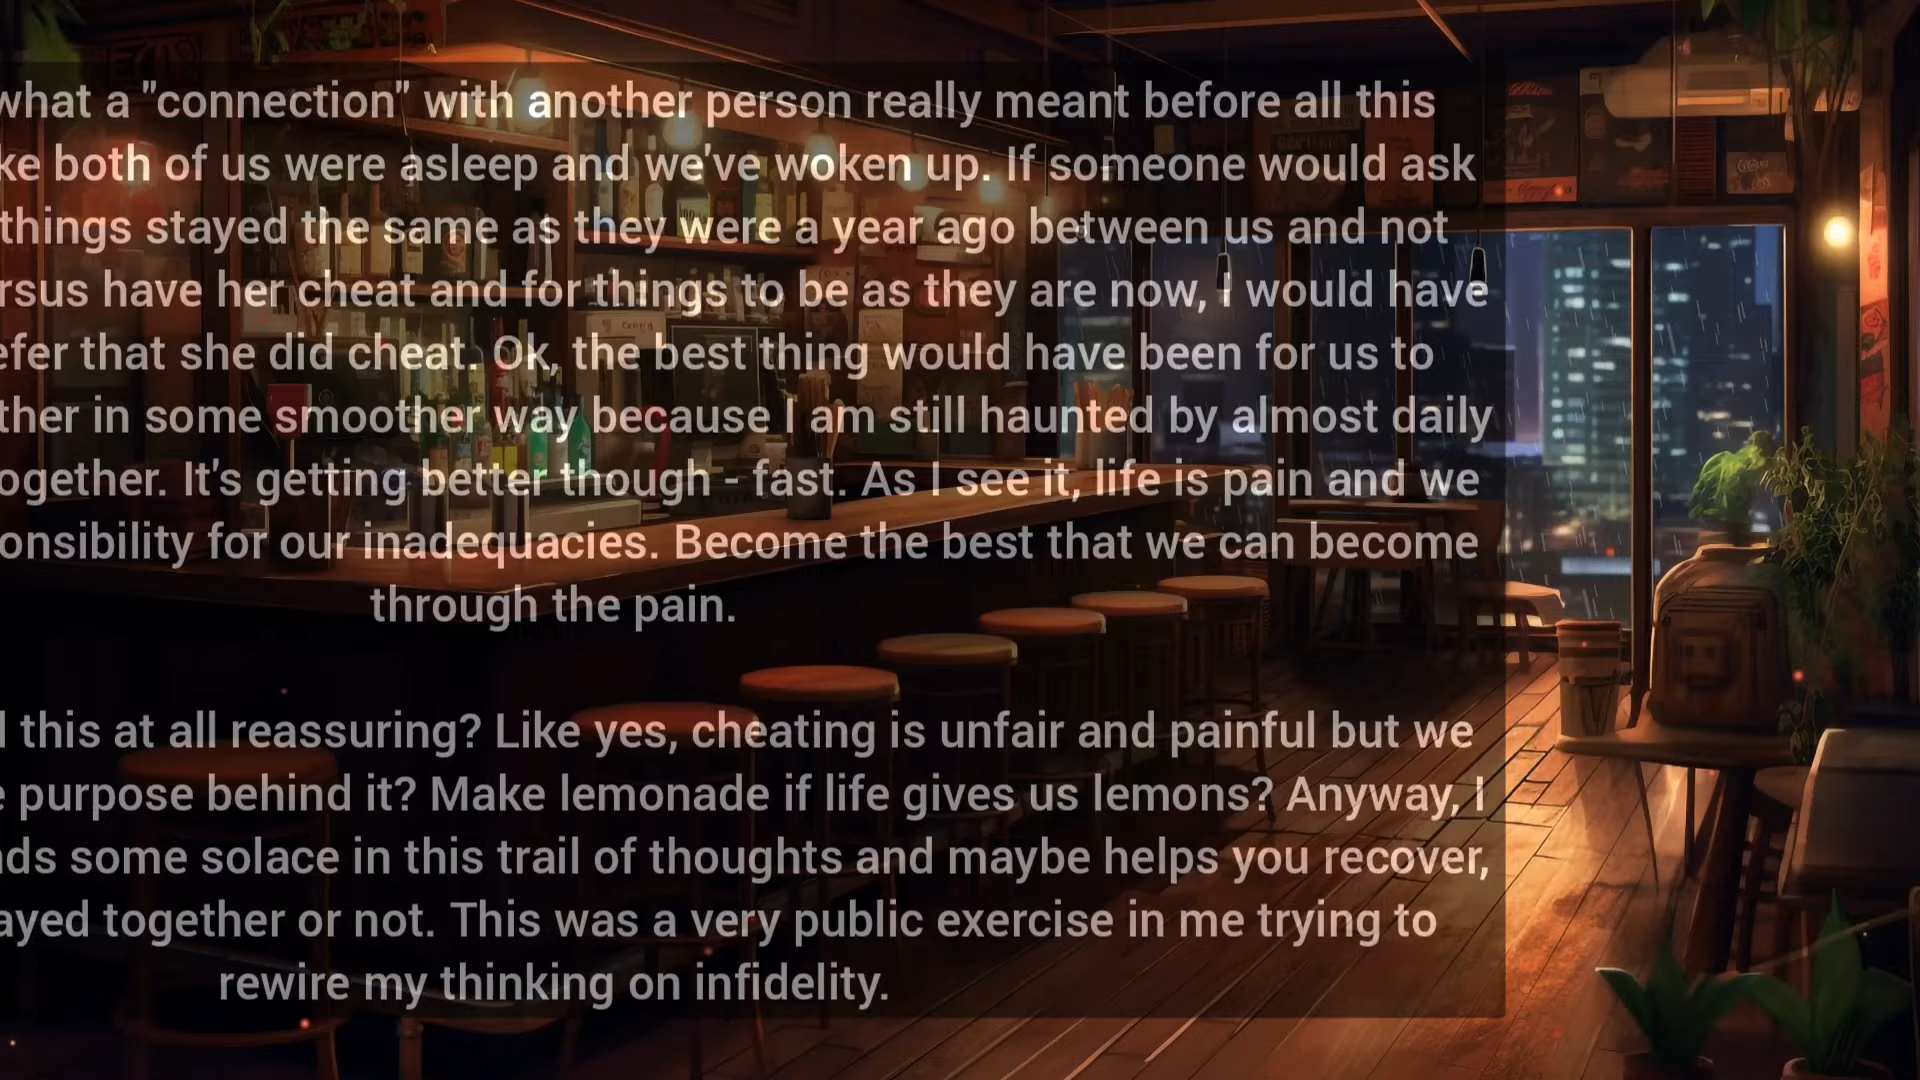 what a "connection" with another person really meant before all this
both of us were asleep and we've woken up. If someone would ask
things stayed the same as they were a year ago between us and not
have her cheat and for things to be as they are now, I would have
that she did cheat. Ok, the best thing would have been for us to
in some smoother way because I am still haunted by almost daily
It's getting better though - fast. As I see it, life is pain and we
for our inadequacies. Become the best that we can become
through the pain.
this at all reassuring? Like yes, cheating is unfair and painful but we
purpose behind it? Make lemonade if life gives us lemons? Anyway, I
some solace in this trail of thoughts and maybe helps you recover,
together or not. This was a very public exercise in me trying to
rewire my thinking on infidelity.